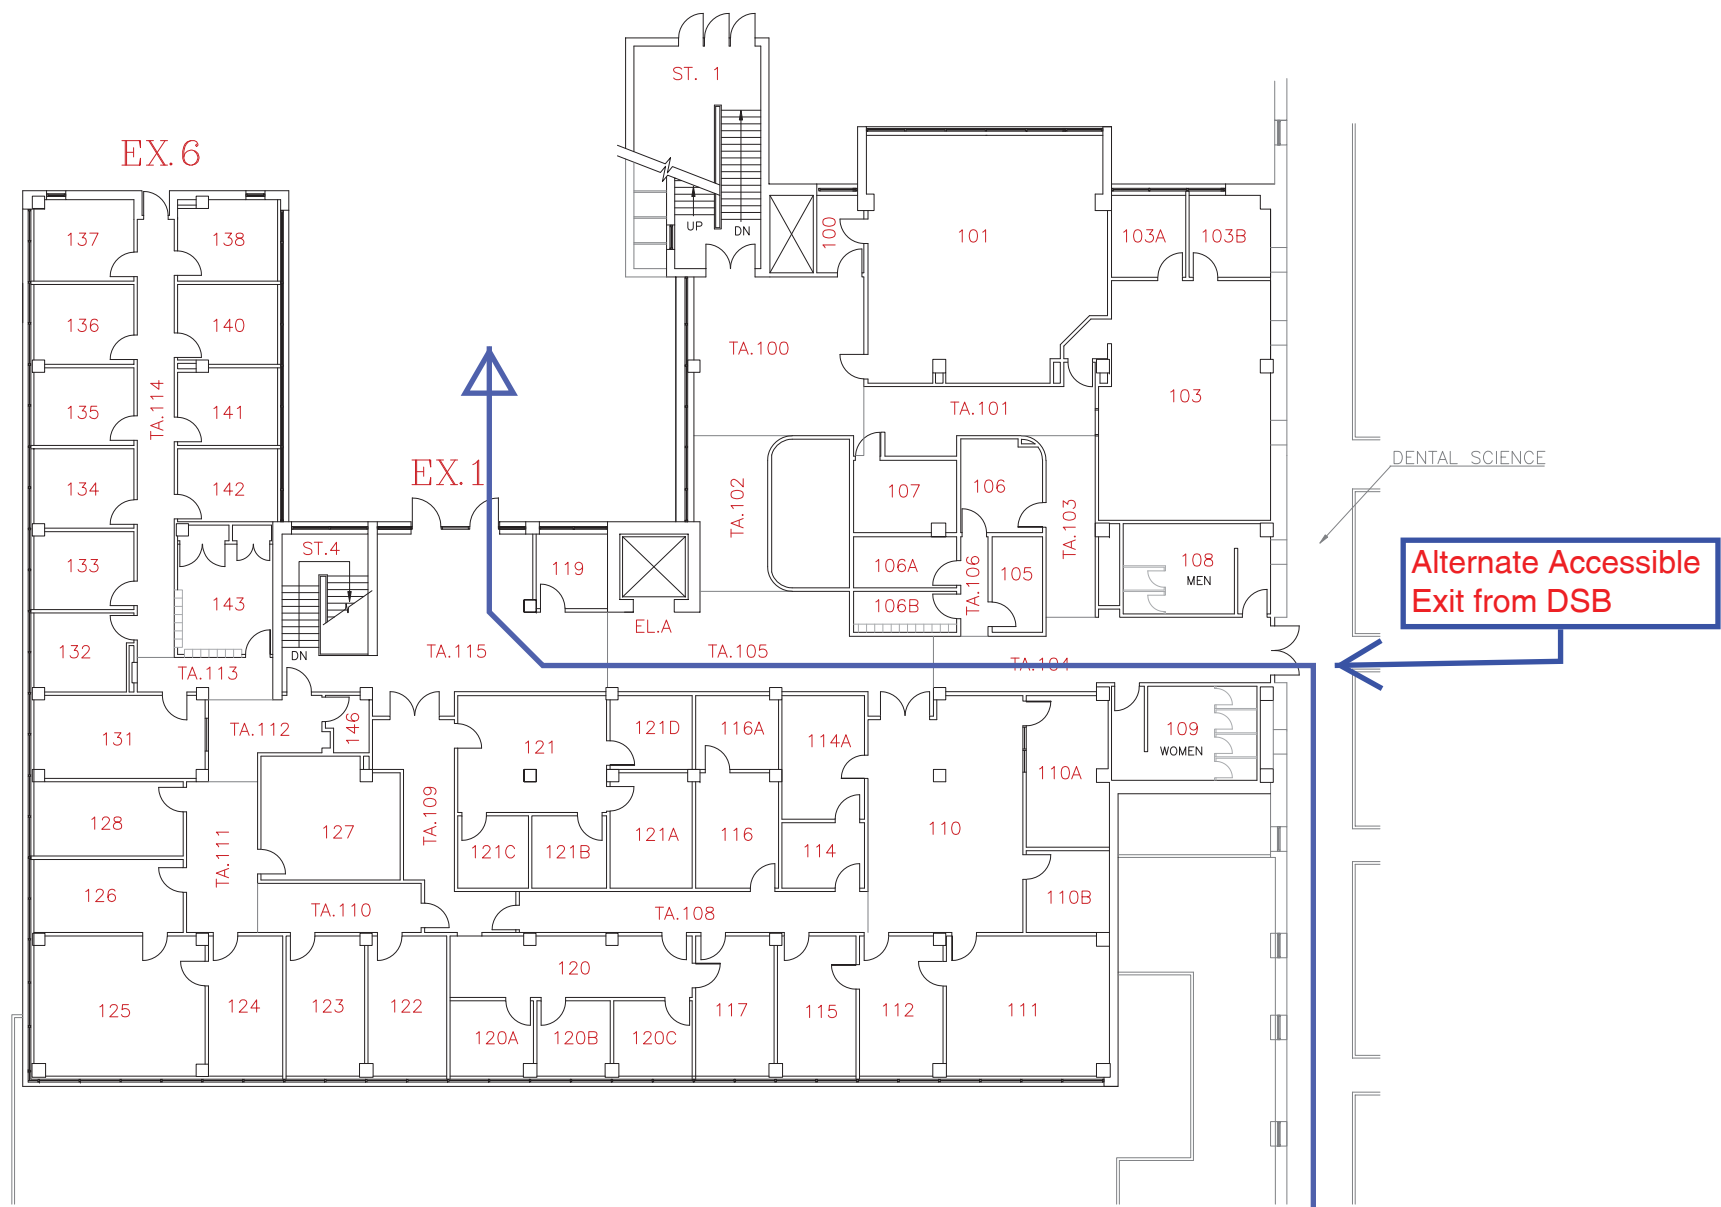 ST. 1
EX.6
UP
DN
100
101
103A
103B
137
138
136
140
TA.100
TA.114
135
141
TA.101
103
DENTAL SCIENCE
EX.1
134
142
107
106
TA.102
TA.103
ST.4
133
119
106A
TA.106
105
108
MEN
Alternate Accessible
Exit from DSB
143
106B
EL.A
132
DN
TA.113
TA.115
TA.105
TA.104
131
TA.112
146
121
121D
116A
114A
109
WOMEN
110A
128
127
TA.109
121C
121B
121A
116
114
110
TA.111
126
TA.110
TA.108
110B
120
125
124
123
122
117
115
112
111
120A
120B
120C